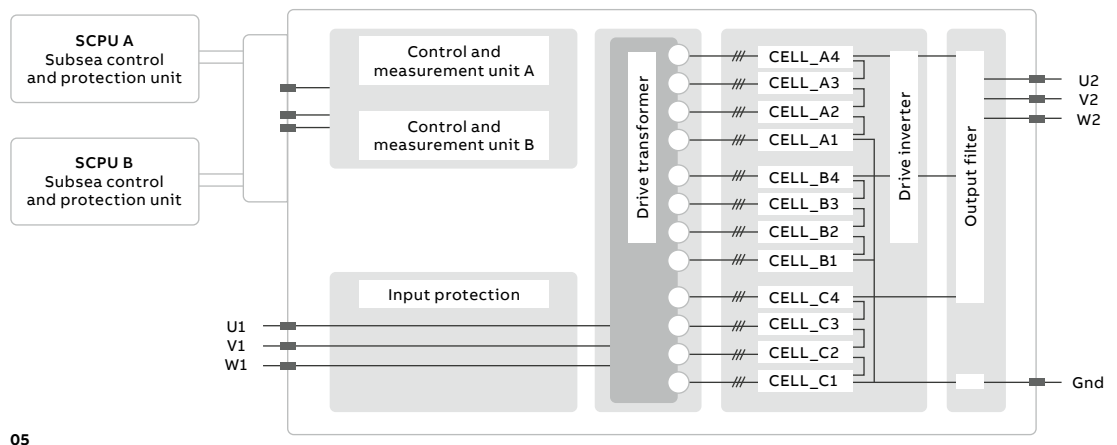 SCPU A
Subsea control
and protection unit
SCPU B
Subsea control
and protection unit
Control and
measurement unit A
Control and
measurement unit B
Input protection
U1
V1
W1
Drive transformer
CELL_A4
CELL_A3
CELL_A2
CELL_A1
CELL_B4
CELL_B3
CELL_B2
CELL_B1
CELL_C4
CELL_C3
CELL_C2
CELL_C1
Drive inverter
Output filter
U2
V2
W2
Gnd
05